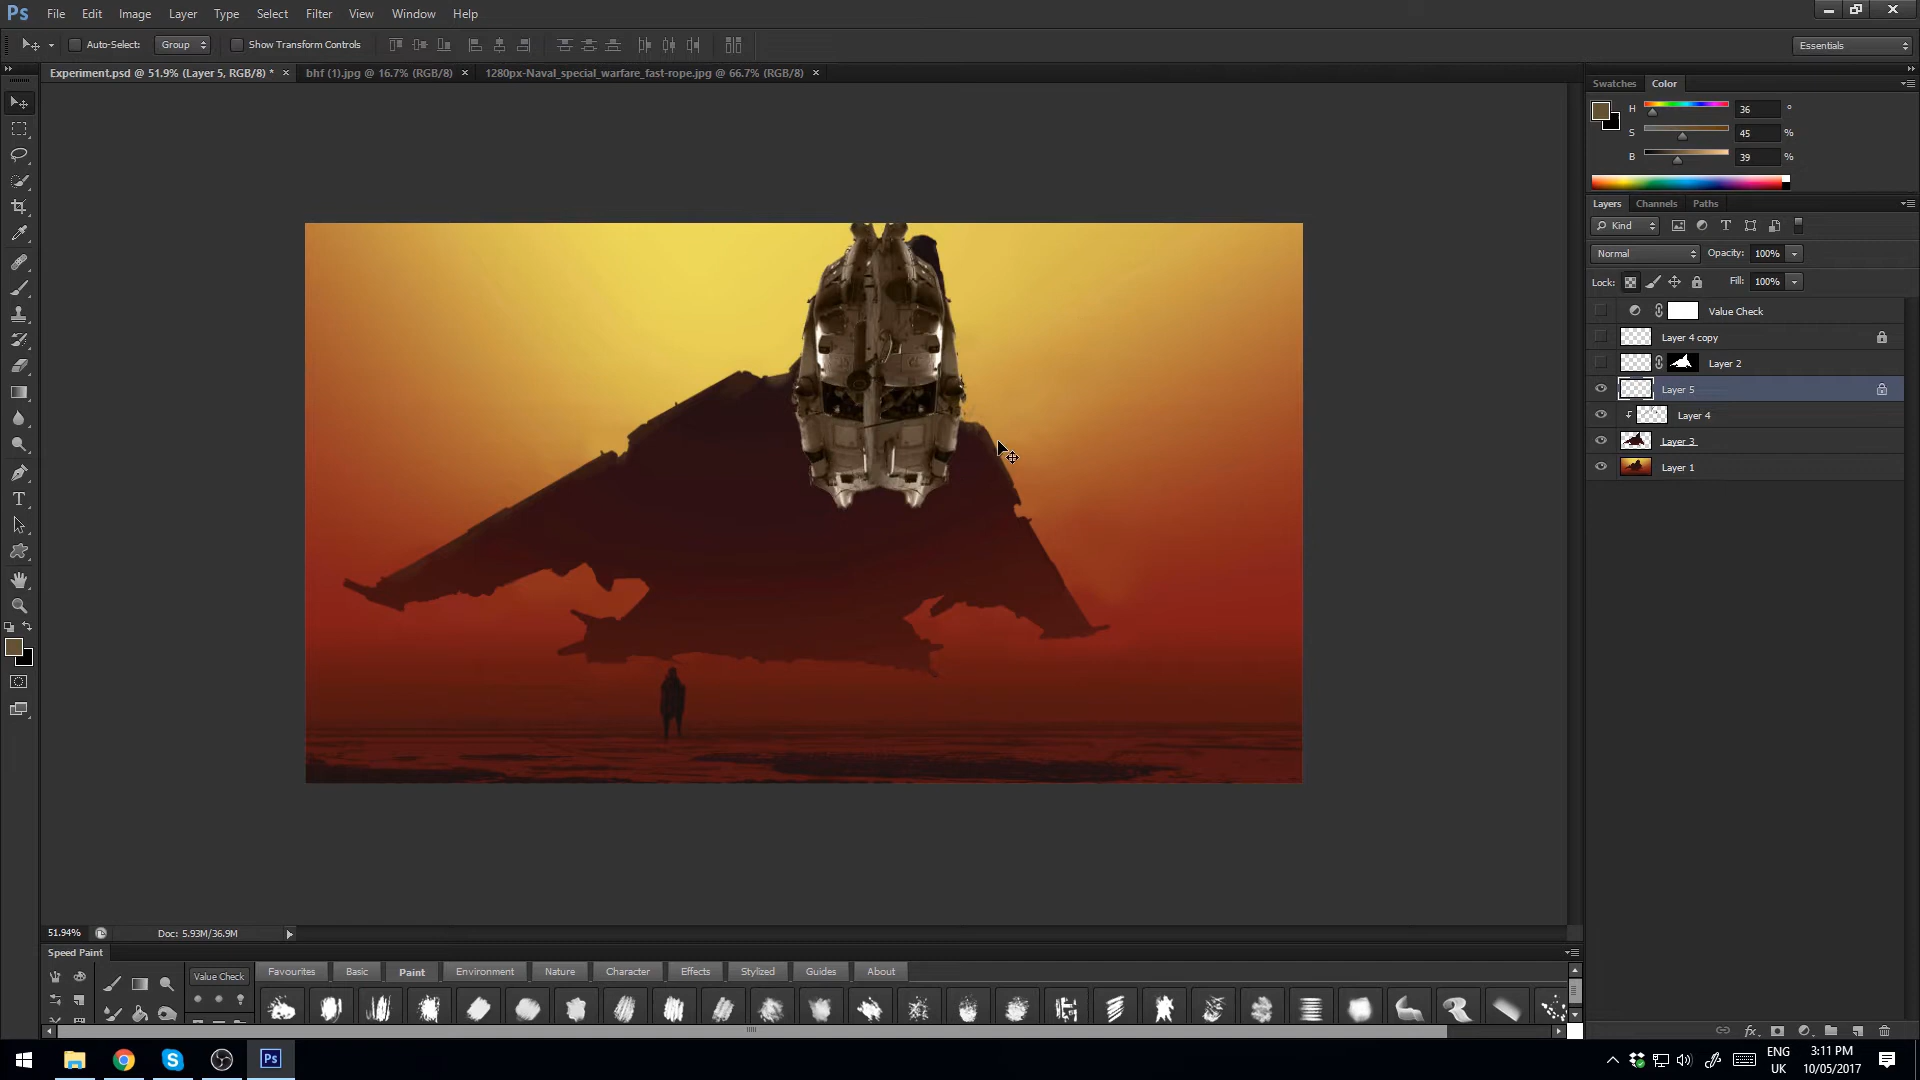 Ps File Edit Image Layer Type Select Filter 3D View Window Help
Auto-Select: Group Show Transform Controls Essentials
Experiment.psd @ 51.9% (Layer 5, RGB/8) * × bhf (1).jpg @ 16.7% (RGB/8) × 1280px-Naval_special_warfare_fast-rope.jpg @ 66.7% (RGB/8) ×
Swatches Color
H 36 °
S 45 %
B 39 %
Layers Channels Paths
Kind
Normal Opacity: 100%
Lock: Fill: 100%
Value Check
Layer 4 copy
Layer 2
Layer 5
Layer 4
Layer 3
Layer 1
51.94% Doc: 5.93M/36.9M
Speed Paint
Value Check Favourites Basic Paint Environment Nature Character Effects Stylized Guides About
Ps ENG 3:11 PM
UK 10/05/2017